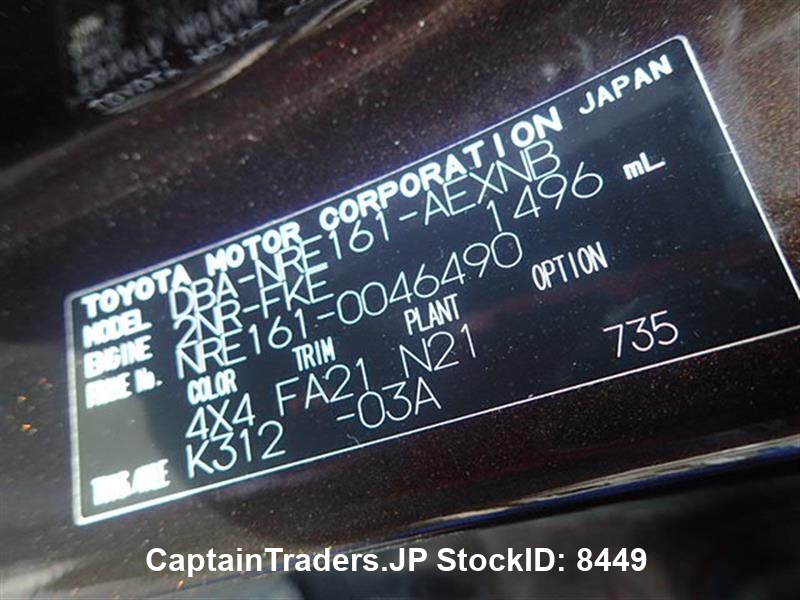 TOYOTA MOTOR CORPORATION JAPAN
MODEL DBA-NRE161-AEXNB
ENGINE 2NR-FKE 1496 mL
FRAME No. NRE161-0046490
COLOR TRIM PLANT OPTION
4X4 FA21 N21 735
TRANS/AXLE K312 -03A
CaptainTraders.JP StockID: 8449